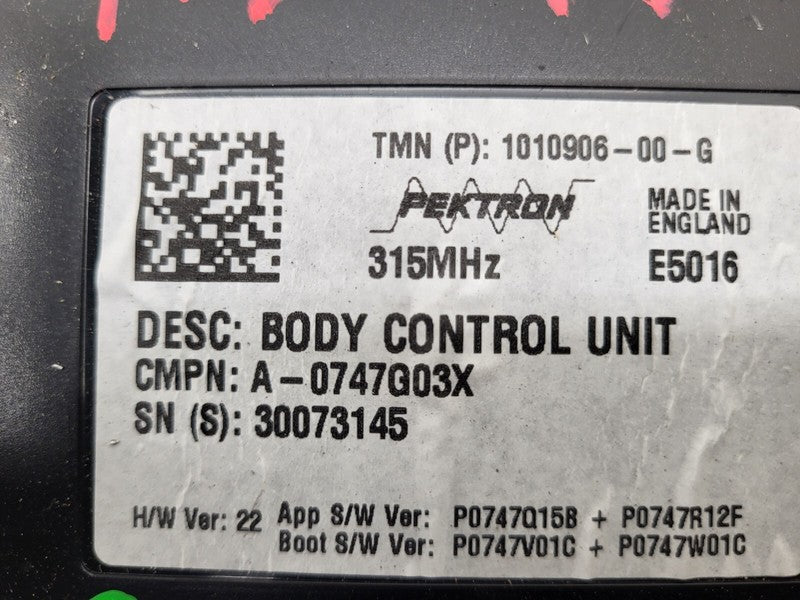 TMN (P): 1010906-00-G
PEKTRON
MADE IN
ENGLAND
315MHz
E5016
DESC: BODY CONTROL UNIT
CMPN: A-0747G03X
SN (S): 30073145
H/W Ver: 22
App S/W Ver: P0747Q15B + P0747R12F
Boot S/W Ver: P0747V01C + P0747W01C